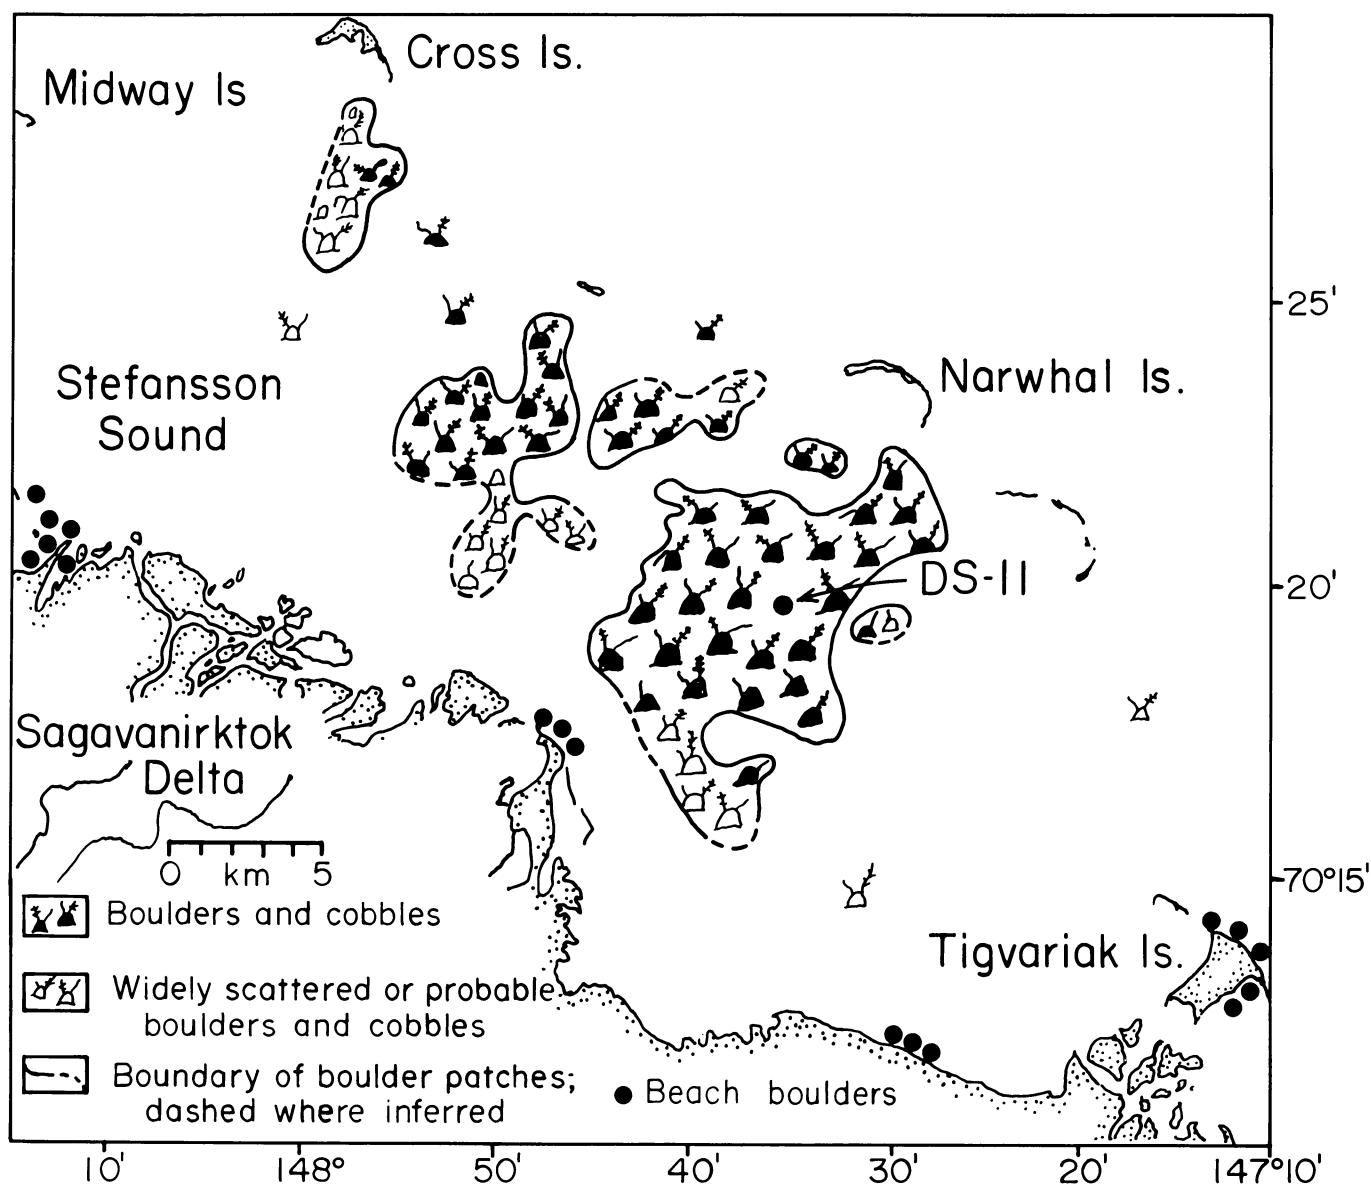 Cross Is.
Midway Is
25'
Stefansson
Sound
Narwhal Is.
DS-11
20'
Sagavanirktok
Delta
0 km 5
70°15'
Boulders and cobbles
Tigvariak Is.
Widely scattered or probable
boulders and cobbles
Boundary of boulder patches;
dashed where inferred
Beach boulders
10' 148° 50' 40' 30' 20' 147°10'